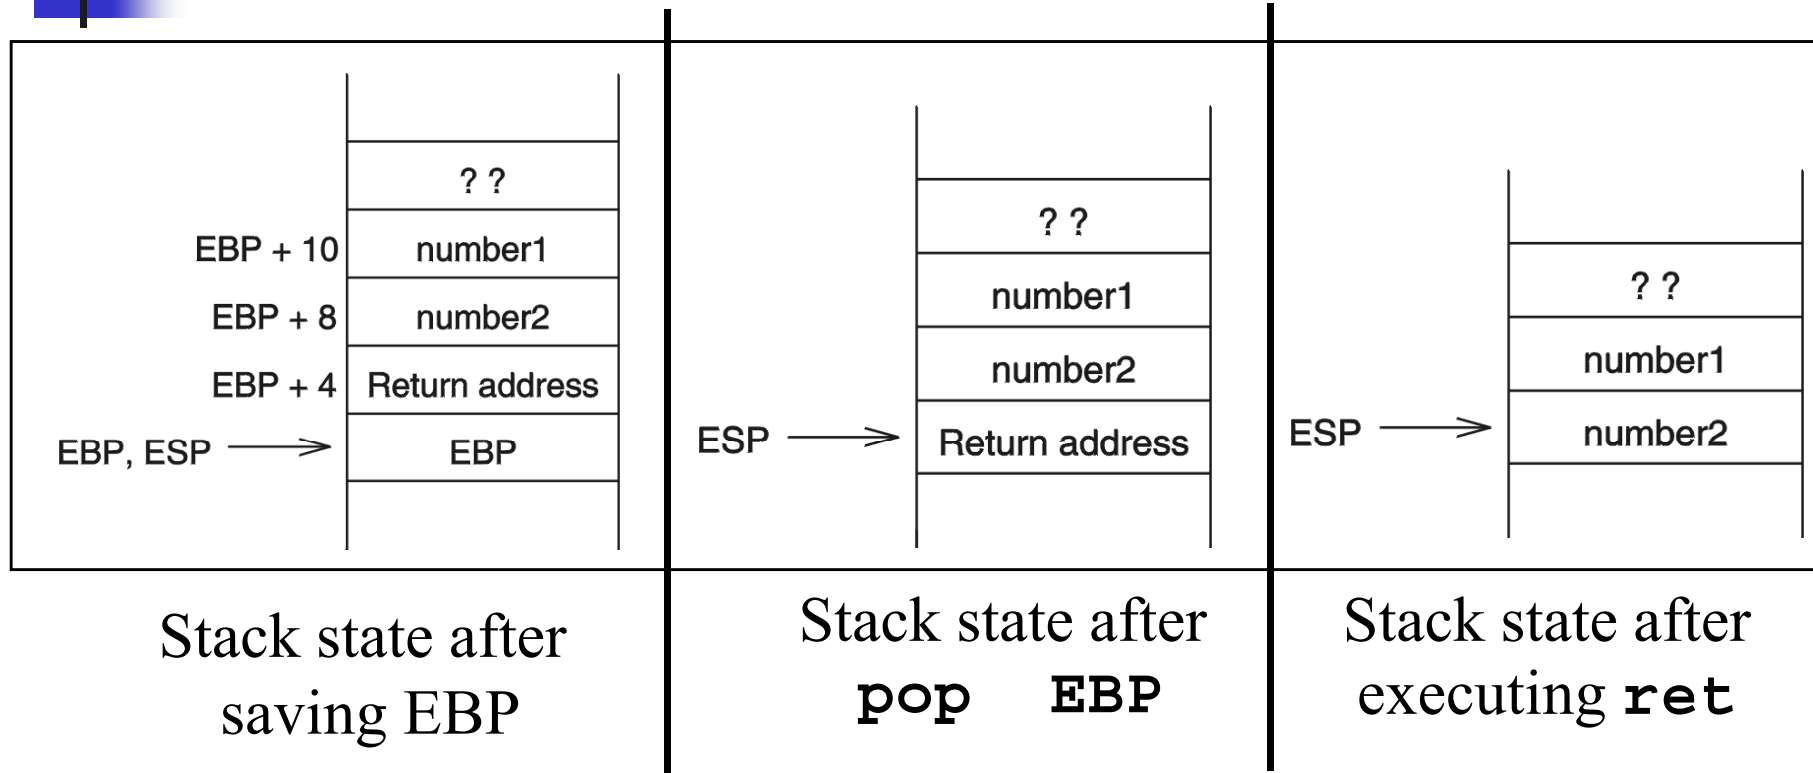 ? ?
EBP + 10 number1
EBP + 8 number2
EBP + 4 Return address
EBP, ESP EBP
Stack state after
saving EBP
? ?
number1
number2
ESP Return address
Stack state after
pop EBP
? ?
number1
ESP number2
Stack state after
executing ret